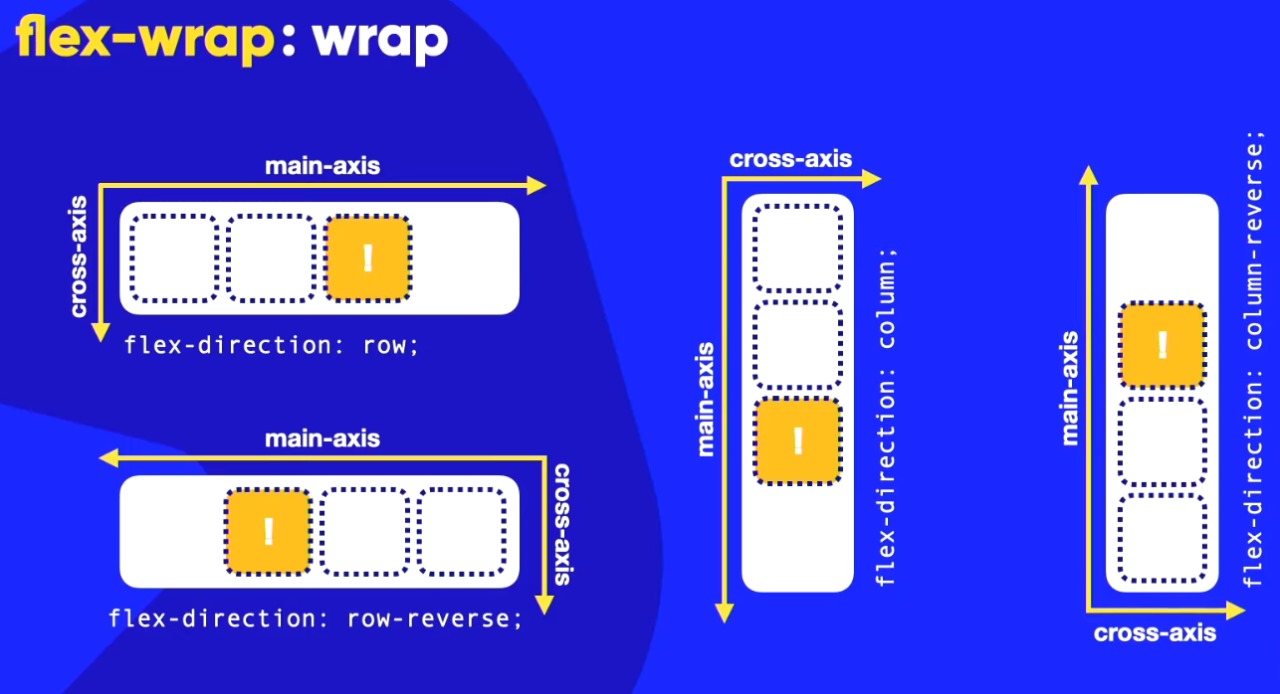 flex-wrap: wrap
main-axis
cross-axis
!
flex-direction: row;
main-axis
cross-axis
!
flex-direction: row-reverse;
cross-axis
main-axis
!
flex-direction: column;
main-axis
!
flex-direction: column-reverse;
cross-axis